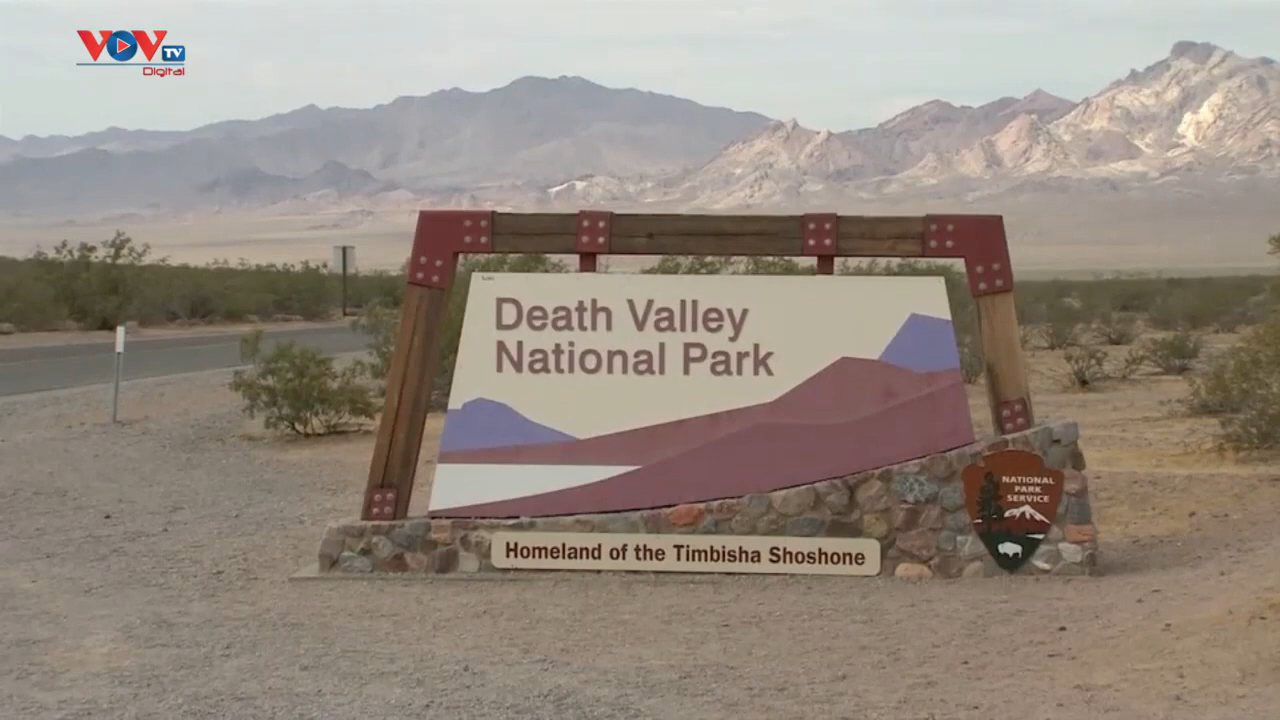 VOV TV
Digital
Death Valley
National Park
NATIONAL
PARK
SERVICE
Homeland of the Timbisha Shoshone